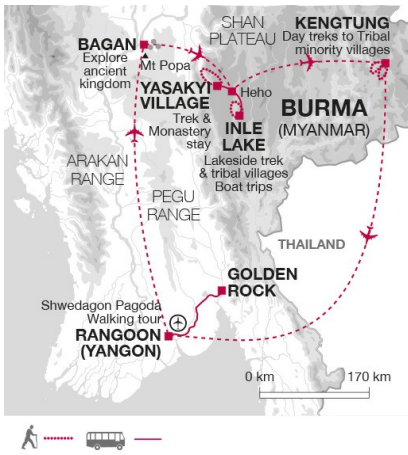 SHAN
PLATEAU
KENGTUNG
Day treks to Tribal
minority villages
BAGAN
Explore
ancient
kingdom
Mt Popa
YASAKYI
VILLAGE
Trek &
Monastery
stay
Heho
BURMA
(MYANMAR)
INLE
LAKE
Lakeside trek
& tribal villages
Boat trips
ARAKAN
RANGE
PEGU
RANGE
THAILAND
GOLDEN
ROCK
Shwedagon Pagoda
Walking tour
RANGOON
(YANGON)
0 km 170 km